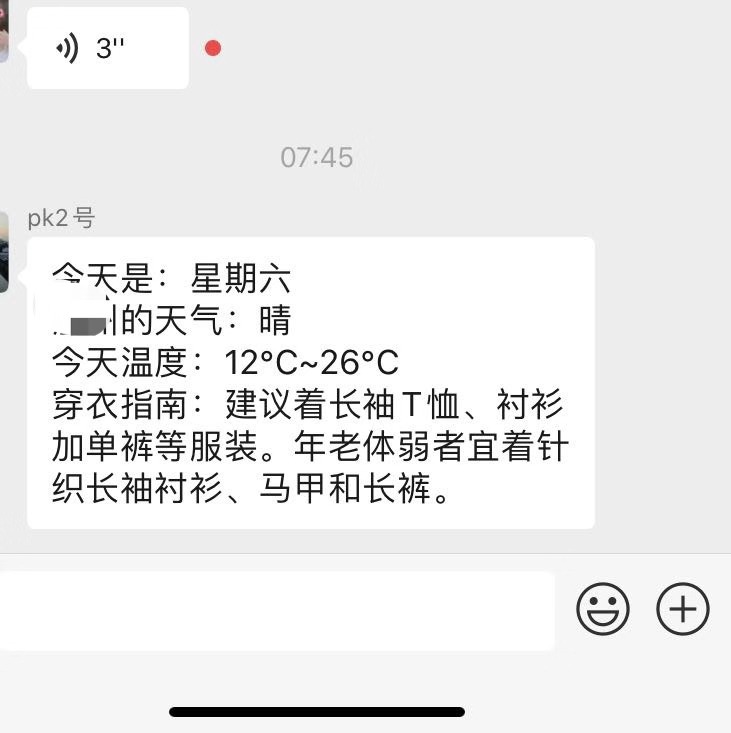 3''
07:45
pk2号
今天是：星期六
州的天气：晴
今天温度：12°C~26°C
穿衣指南：建议着长袖T恤、衬衫
加单裤等服装。年老体弱者宜着针
织长袖衬衫、马甲和长裤。